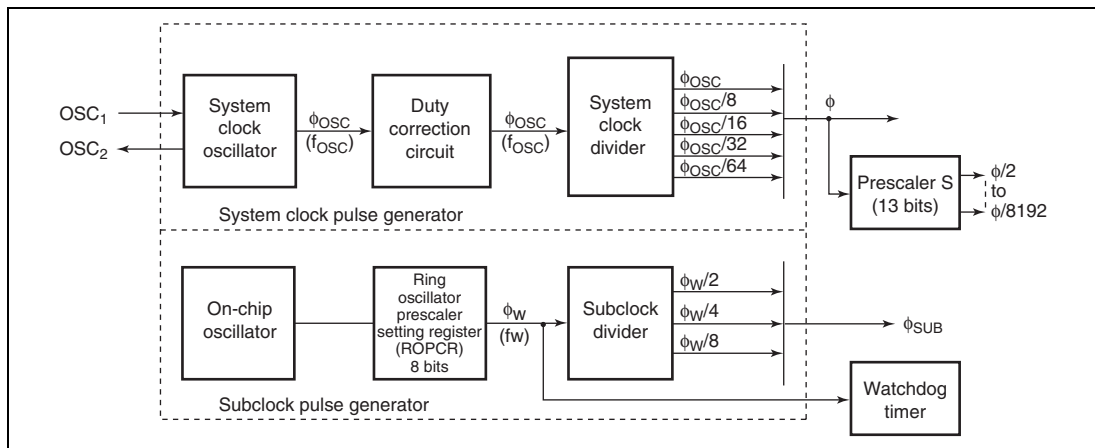 OSC1
OSC2
System
clock
oscillator
ϕOSC
(fOSC)
Duty
correction
circuit
ϕOSC
(fOSC)
System
clock
divider
ϕOSC
ϕOSC/8
ϕOSC/16
ϕOSC/32
ϕOSC/64
ϕ
Prescaler S
(13 bits)
ϕ/2
to
ϕ/8192
System clock pulse generator
On-chip
oscillator
Ring
oscillator
prescaler
setting register
(ROPCR)
8 bits
ϕW
(fw)
Subclock
divider
ϕW/2
ϕW/4
ϕW/8
ϕSUB
Watchdog
timer
Subclock pulse generator